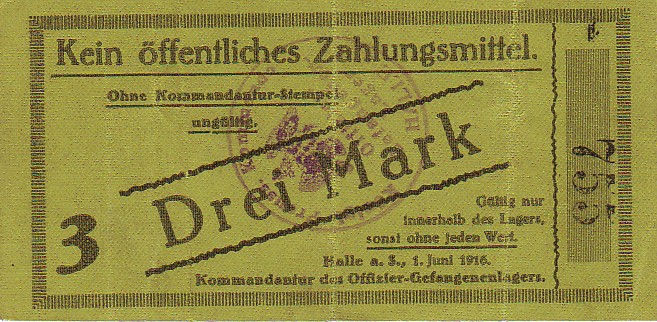 Kein öffentliches Zahlungsmittel.
Ohne Kommandantur-Stempel
ungültig.
Drei Mark
3
Gültig nur
innerhalb des Lagers,
sonst ohne jeden Wert.
Halle a. S., 1. Juni 1916.
Kommandantur des Offizier-Gefangenenlagers.